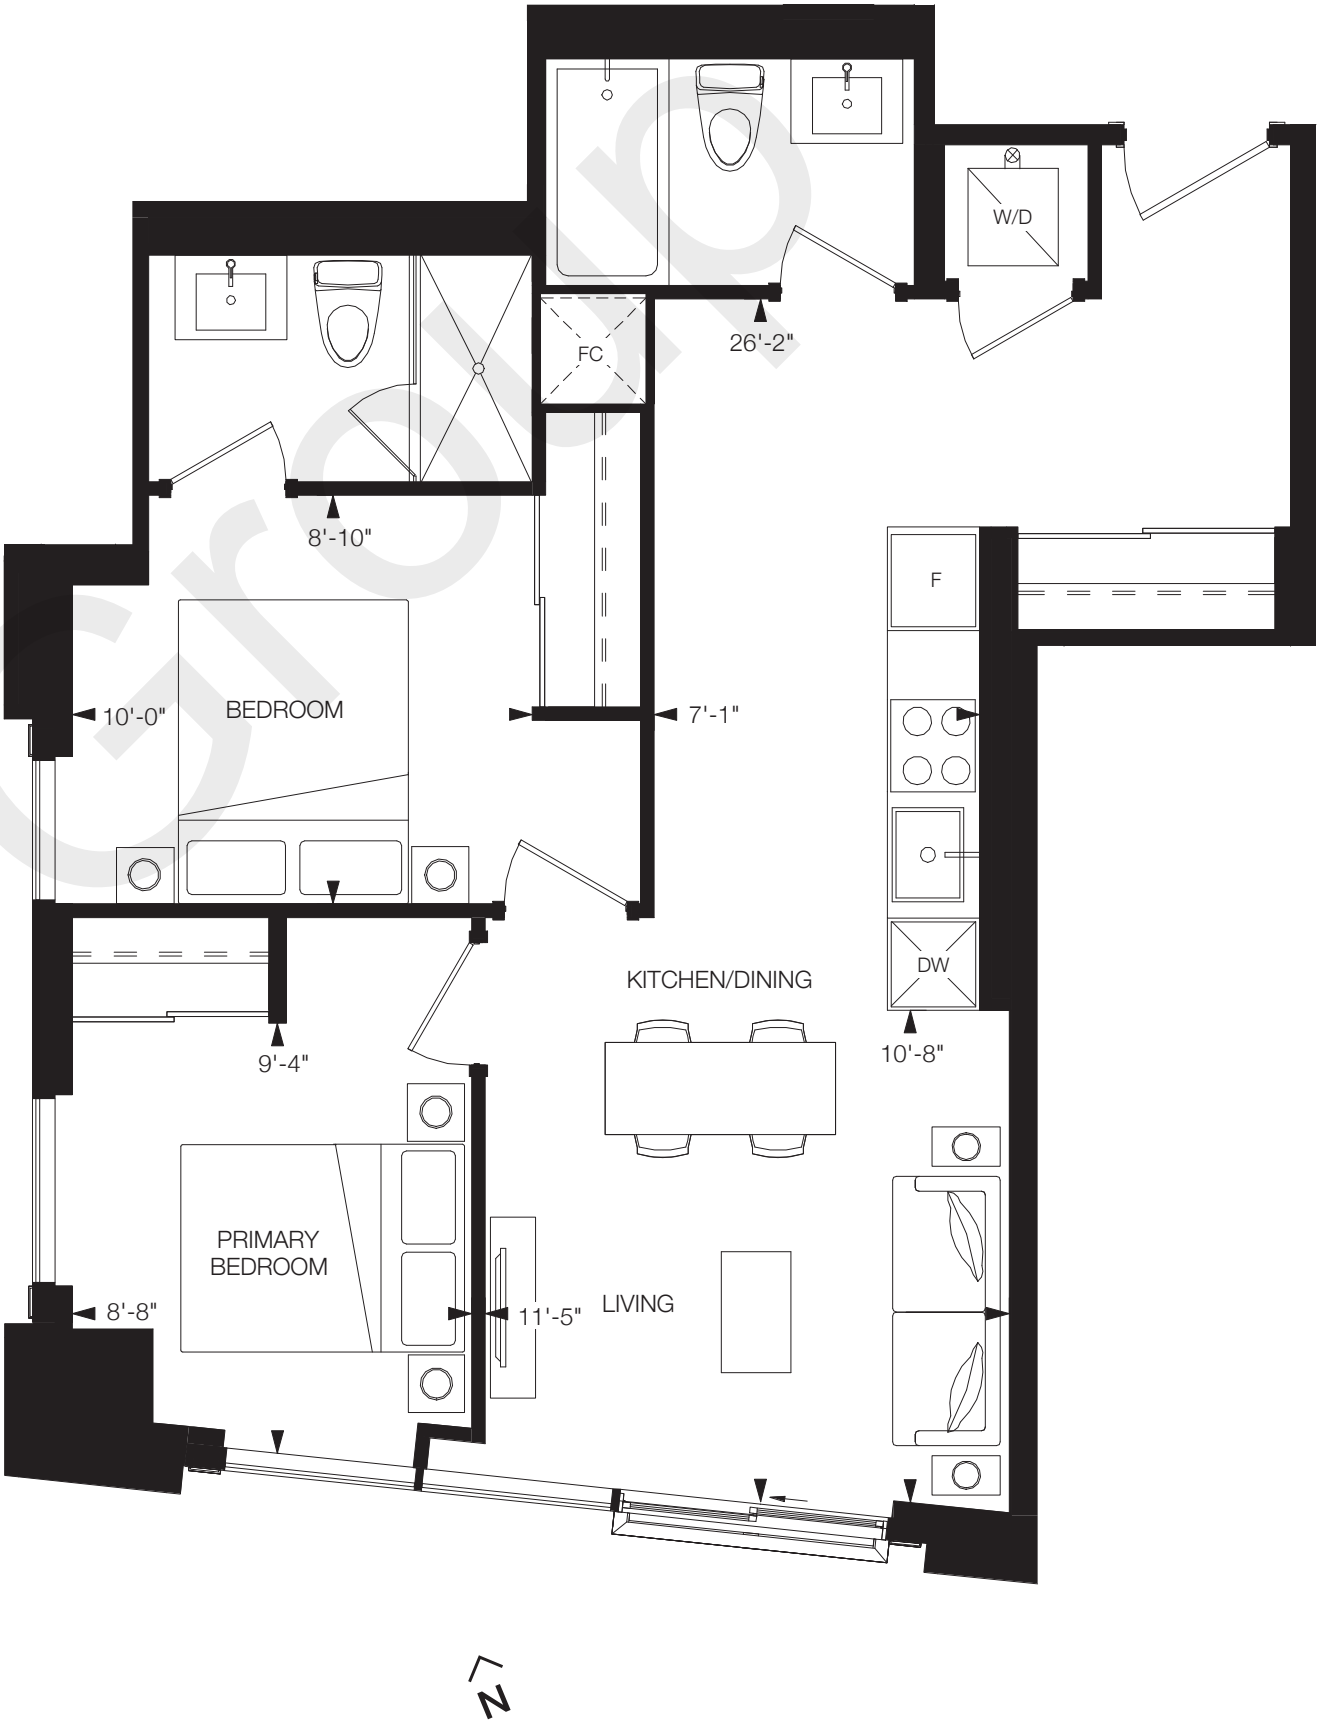 W/D
26'-2"
FC
8'-10"
F
BEDROOM
10'-0"
7'-1"
DW
KITCHEN/DINING
10'-8"
9'-4"
PRIMARY
BEDROOM
8'-8"
LIVING
11'-5"
N
Group